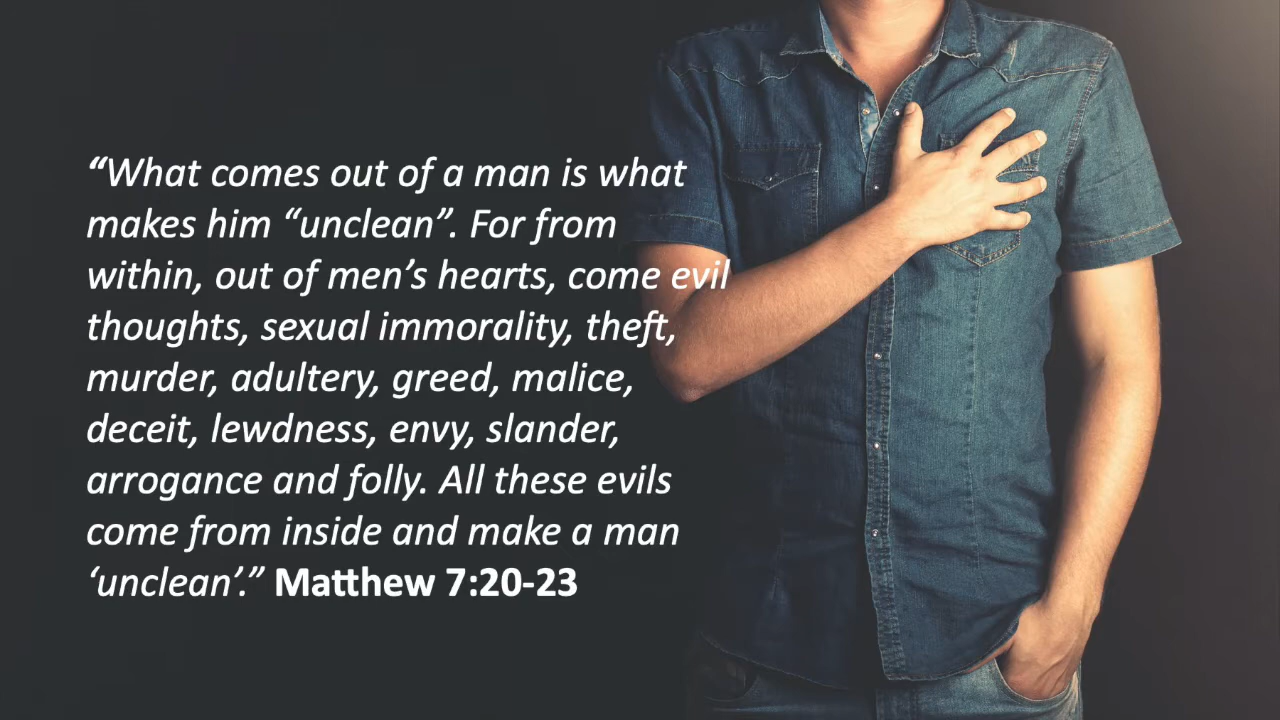 “What comes out of a man is what
makes him “unclean”. For from
within, out of men’s hearts, come evil
thoughts, sexual immorality, theft,
murder, adultery, greed, malice,
deceit, lewdness, envy, slander,
arrogance and folly. All these evils
come from inside and make a man
‘unclean’.” Matthew 7:20-23